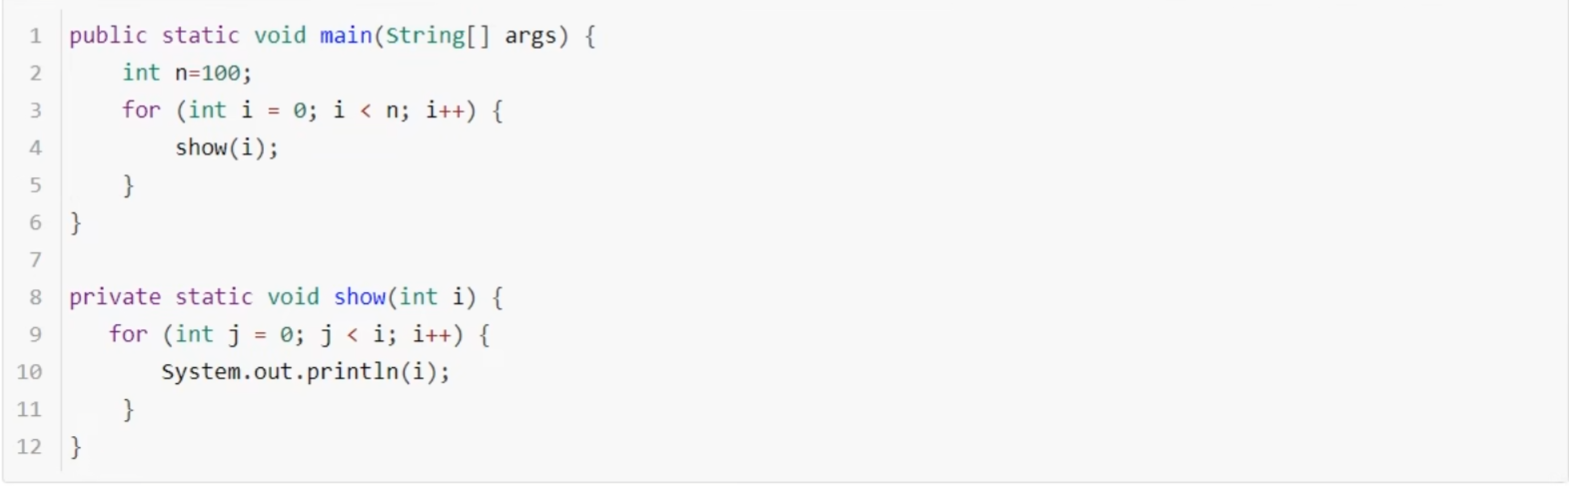 1 public static void main(String[] args) {
2     int n=100;
3     for (int i = 0; i < n; i++) {
4         show(i);
5     }
6 }
7
8 private static void show(int i) {
9    for (int j = 0; j < i; i++) {
10        System.out.println(i);
11     }
12 }